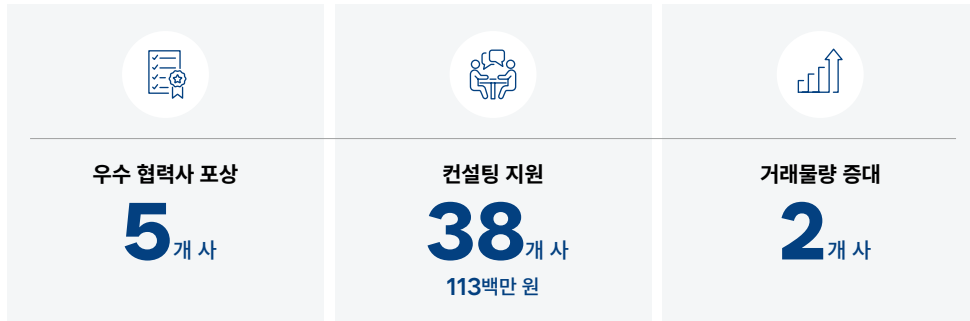 우수 협력사 포상
5개 사
컨설팅 지원
38개 사
113백만 원
거래물량 증대
2개 사